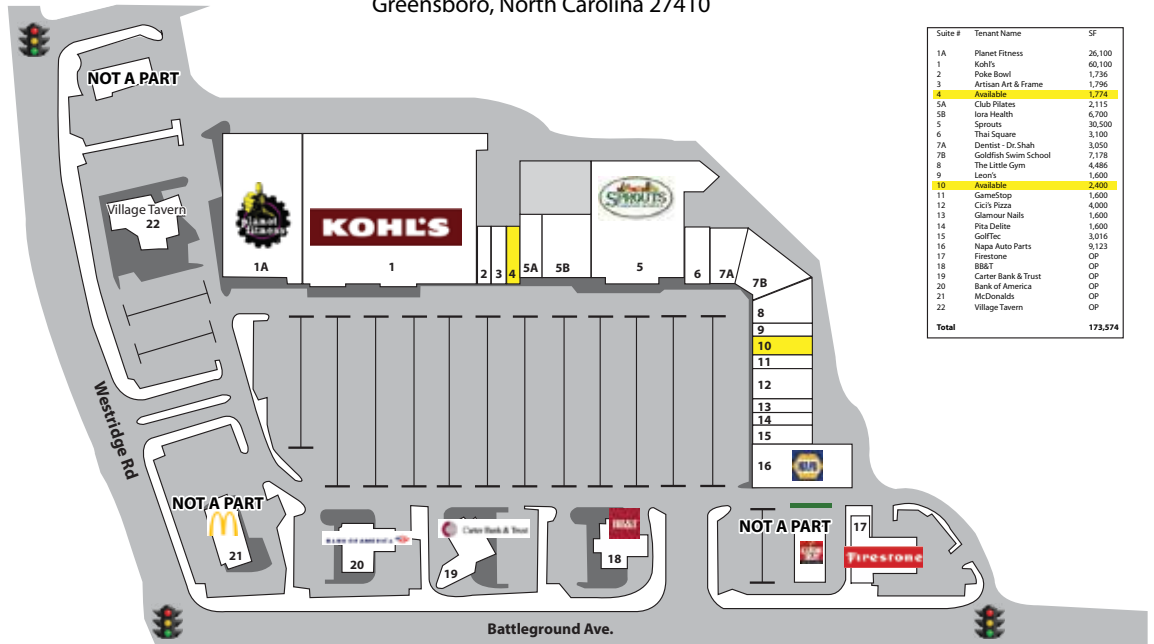 Greensboro, North Carolina 27410
Suite # Tenant Name SF
1A Planet Fitness 26,100
1 Kohl's 60,100
2 Poke Bowl 1,736
3 Artisan Art & Frame 1,796
4 Available 1,774
5A Club Pilates 2,115
5B Iora Health 6,700
5 Sprouts 30,500
6 Thai Square 3,100
7A Dentist - Dr. Shah 3,050
7B Goldfish Swim School 7,178
8 The Little Gym 4,486
9 Leon's 1,600
10 Available 2,400
11 GameStop 1,600
12 Cici's Pizza 4,000
13 Glamour Nails 1,600
14 Pita Delite 1,600
15 GolfTec 3,016
16 Napa Auto Parts 9,123
17 Firestone OP
18 BB&T OP
19 Carter Bank & Trust OP
20 Bank of America OP
21 McDonalds OP
22 Village Tavern OP
Total 173,574
NOT A PART
Village Tavern
22
planet
fitness
KOHL'S
SPROUTS
1A
1
2
3
4
5A
5B
5
6
7A
7B
8
9
10
11
12
13
14
15
16
NAPA
Westridge Rd
NOT A PART
21
BANK OF AMERICA
20
Carter Bank & Trust
19
BB&T
18
NOT A PART
17
Firestone
Battleground Ave.